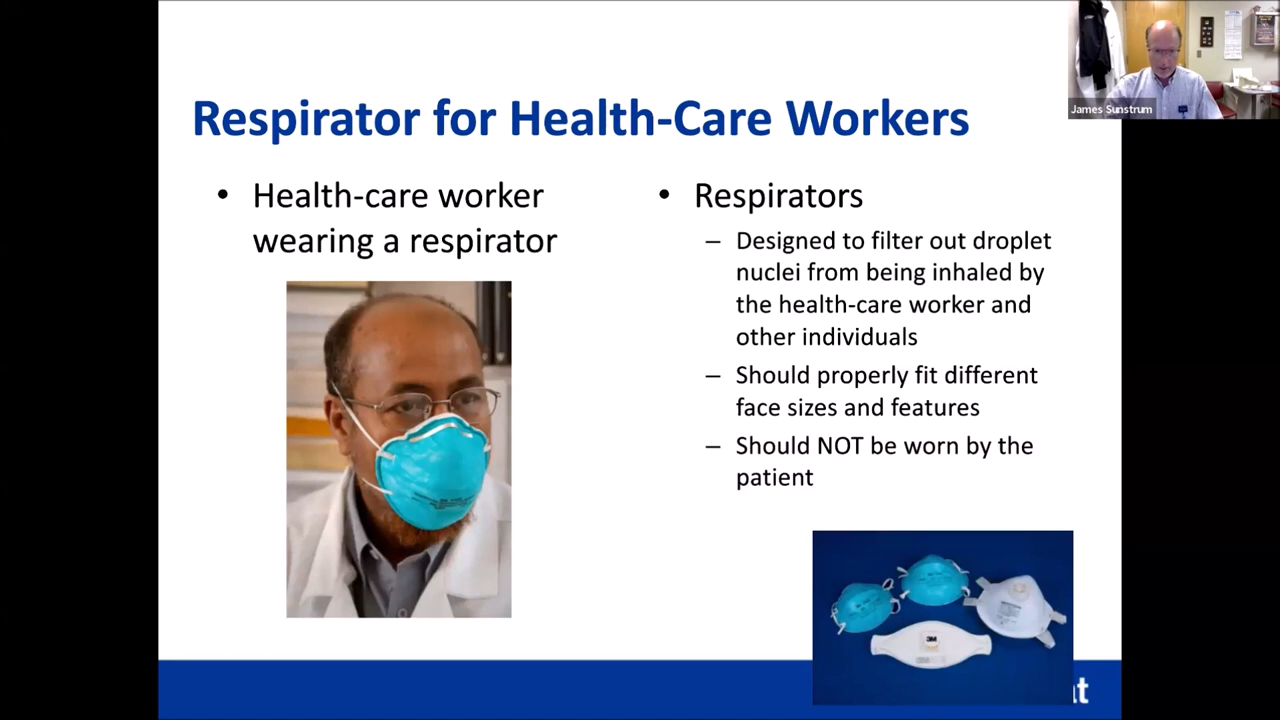 Respirator for Health-Care Workers
• Health-care worker
wearing a respirator
• Respirators
– Designed to filter out droplet
nuclei from being inhaled by
the health-care worker and
other individuals
– Should properly fit different
face sizes and features
– Should NOT be worn by the
patient
3M
James Sunstrum